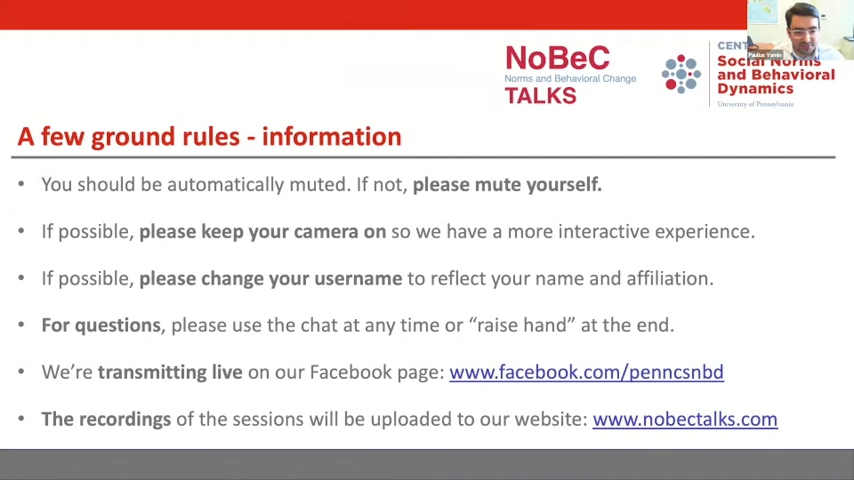 NoBeC
Norms and Behavioral Change
TALKS
CENT
Social Norms
and Behavioral
Dynamics
University of Pennsylvania
Paulius Yamin
A few ground rules - information
• You should be automatically muted. If not, please mute yourself.
• If possible, please keep your camera on so we have a more interactive experience.
• If possible, please change your username to reflect your name and affiliation.
• For questions, please use the chat at any time or “raise hand” at the end.
• We’re transmitting live on our Facebook page: www.facebook.com/penncsnbd
• The recordings of the sessions will be uploaded to our website: www.nobectalks.com